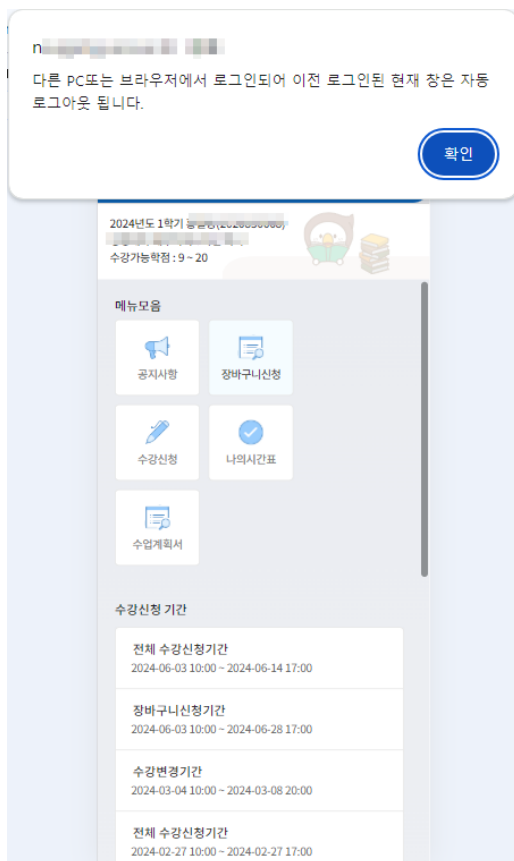 다른 PC또는 브라우저에서 로그인되어 이전 로그인된 현재 창은 자동
로그아웃 됩니다.
확인
2024년도 1학기
수강가능학점 : 9 ~ 20
메뉴모음
공지사항
장바구니신청
수강신청
나의시간표
수업계획서
수강신청 기간
전체 수강신청기간
2024-06-03 10:00 ~ 2024-06-14 17:00
장바구니신청기간
2024-06-03 10:00 ~ 2024-06-28 17:00
수강변경기간
2024-03-04 10:00 ~ 2024-03-08 20:00
전체 수강신청기간
2024-02-27 10:00 ~ 2024-02-27 17:00